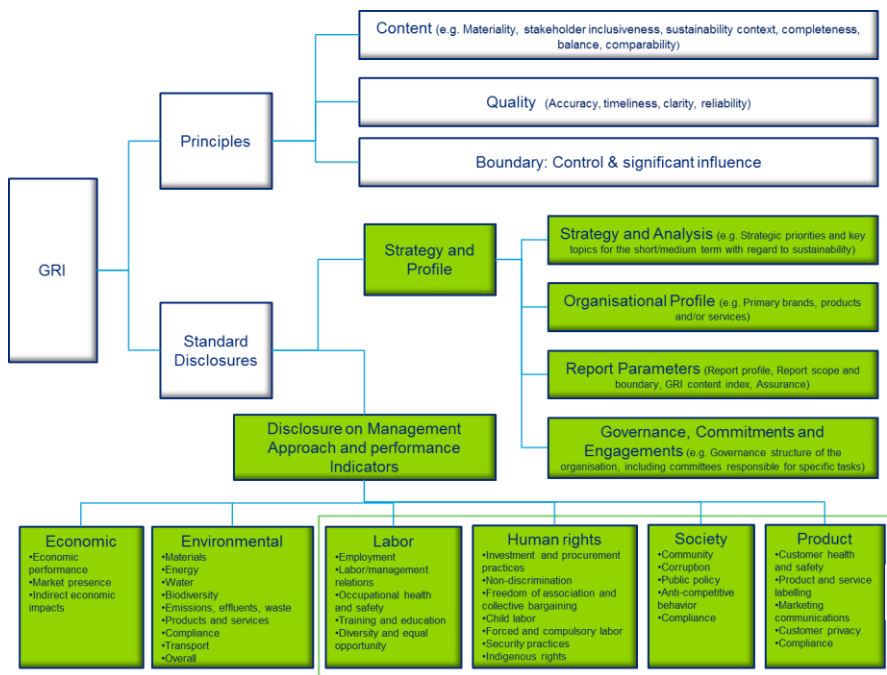 Content (e.g. Materiality, stakeholder inclusiveness, sustainability context, completeness,
balance, comparability)
Quality (Accuracy, timeliness, clarity, reliability)
Principles
Boundary: Control & significant influence
GRI
Strategy and
Profile
Strategy and Analysis (e.g. Strategic priorities and key
topics for the short/medium term with regard to sustainability)
Organisational Profile (e.g. Primary brands, products
and/or services)
Standard
Disclosures
Report Parameters (Report profile, Report scope and
boundary, GRI content index, Assurance)
Disclosure on Management
Approach and performance
Indicators
Governance, Commitments and
Engagements (e.g. Governance structure of the
organisation, including committees responsible for specific tasks)
Economic
•Economic
performance
•Market presence
•Indirect economic
impacts
Environmental
•Materials
•Energy
•Water
•Biodiversity
•Emissions, effluents, waste
•Products and services
•Compliance
•Transport
•Overall
Labor
•Employment
•Labor/management
relations
•Occupational health
and safety
•Training and education
•Diversity and equal
opportunity
Human rights
•Investment and procurement
practices
•Non-discrimination
•Freedom of association and
collective bargaining
•Child labor
•Forced and compulsory labor
•Security practices
•Indigenous rights
Society
•Community
•Corruption
•Public policy
•Anti-competitive
behavior
•Compliance
Product
•Customer health and
safety
•Product and service
labelling
•Marketing
communications
•Customer privacy
•Compliance